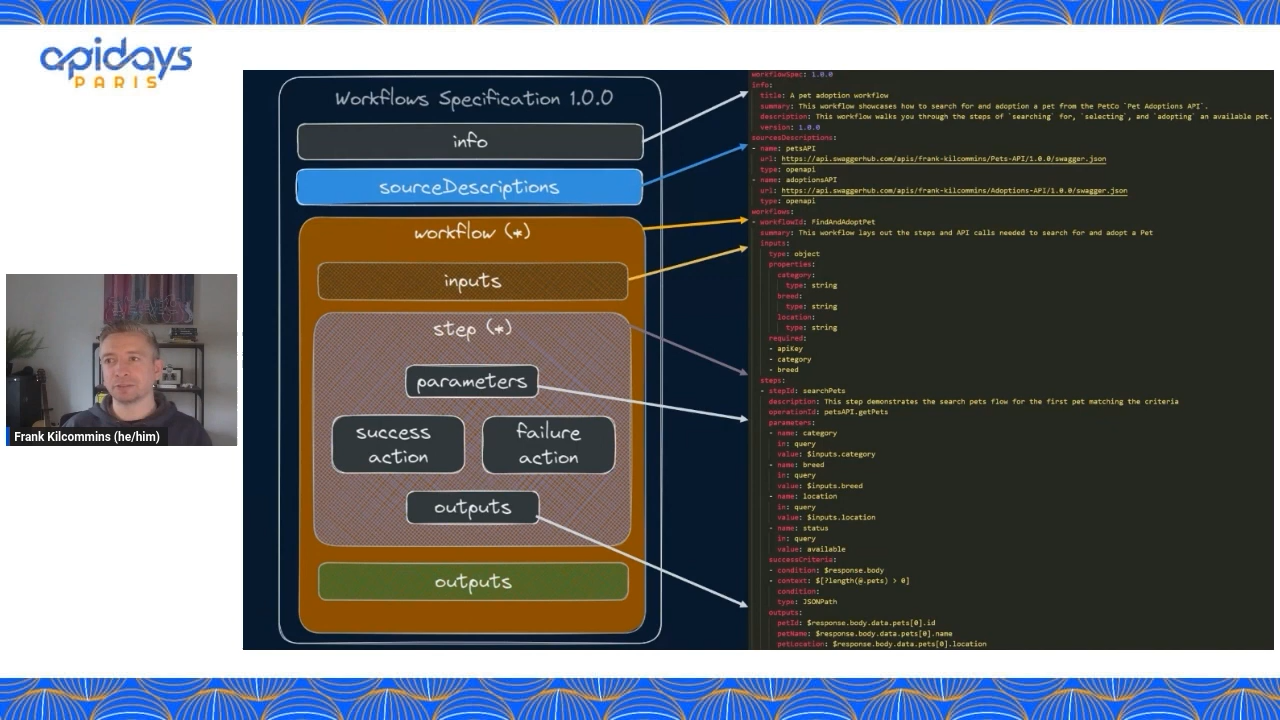 apidays
PARIS
Workflows Specification 1.0.0
info
sourceDescriptions
workflow (*)
inputs
step (*)
parameters
success
action
failure
action
outputs
outputs
Frank Kilcommins (he/him)
workflowSpec: 1.0.0
info:
title: A pet adoption workflow
summary: This workflow showcases how to search for and adoption a pet from the PetCo `Pet Adoptions API`.
description: This workflow walks you through the steps of `searching` for, `selecting`, and `adopting` an available pet.
version: 1.0.0
sourceDescriptions:
- name: petsAPI
url: https://api.swaggerhub.com/apis/frank-kilcommins/Pets-API/1.0.0/swagger.json
type: openapi
- name: adoptionsAPI
url: https://api.swaggerhub.com/apis/frank-kilcommins/Adoptions-API/1.0.0/swagger.json
type: openapi
workflows:
- workflowId: FindAndAdoptPet
summary: This workflow lays out the steps and API calls needed to search for and adopt a Pet
inputs:
type: object
properties:
category:
type: string
breed:
type: string
location:
type: string
required:
- apiKey
- category
- breed
steps:
- stepId: searchPets
description: This step demonstrates the search pets flow for the first pet matching the criteria
operationId: petsAPI.getPets
parameters:
- name: category
in: query
value: $inputs.category
- name: breed
in: query
value: $inputs.breed
- name: location
in: query
value: $inputs.location
- name: status
in: query
value: available
successCriteria:
- condition: $response.body
- context: $[?length(@.pets) > 0]
condition:
type: JSONPath
outputs:
petId: $response.body.data.pets[0].id
petName: $response.body.data.pets[0].name
petLocation: $response.body.data.pets[0].location